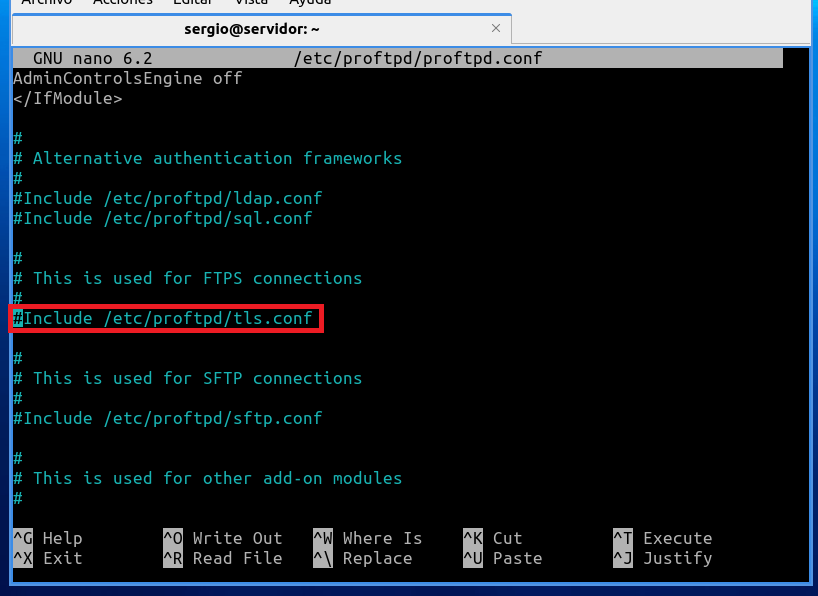 Archivo Acciones Editar Vista Ayuda
sergio@servidor: ~ ×
GNU nano 6.2 /etc/proftpd/proftpd.conf
AdminControlsEngine off
</IfModule>
#
# Alternative authentication frameworks
#
#Include /etc/proftpd/ldap.conf
#Include /etc/proftpd/sql.conf
#
# This is used for FTPS connections
#
#Include /etc/proftpd/tls.conf
#
# This is used for SFTP connections
#
#Include /etc/proftpd/sftp.conf
#
# This is used for other add-on modules
#
^G Help ^O Write Out ^W Where Is ^K Cut ^T Execute
^X Exit ^R Read File ^\ Replace ^U Paste ^J Justify